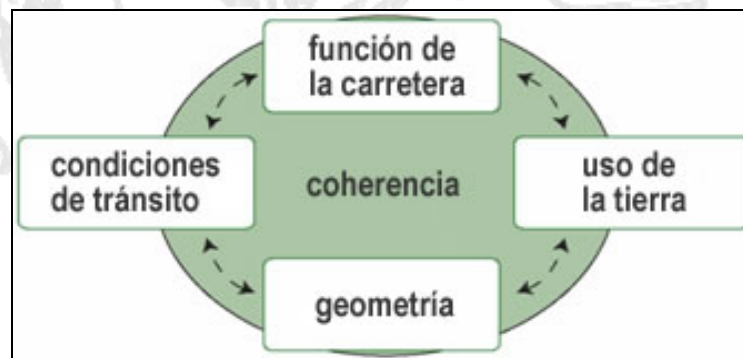 función de
la carretera
condiciones
de tránsito
coherencia
uso de
la tierra
geometría